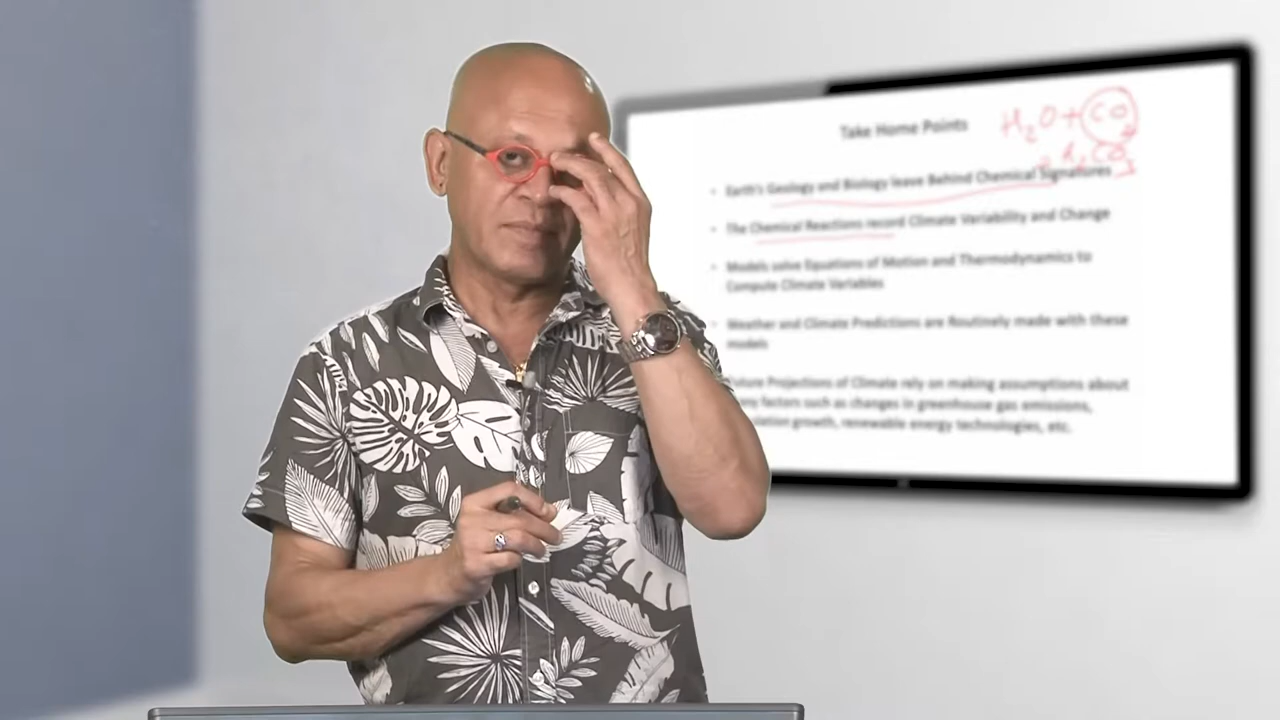 Take Home Points
H2O + CO2
H2CO3
Earth's Geology and Biology leave Behind Chemical Signatures
The Chemical Reactions record Climate Variability and Change
Models solve Equations of Motion and Thermodynamics to
Compute Climate Variables
Weather and Climate Predictions are Routinely made with these
models
Projections of Climate rely on making assumptions about
factors such as changes in greenhouse gas emissions,
growth, renewable energy technologies, etc.